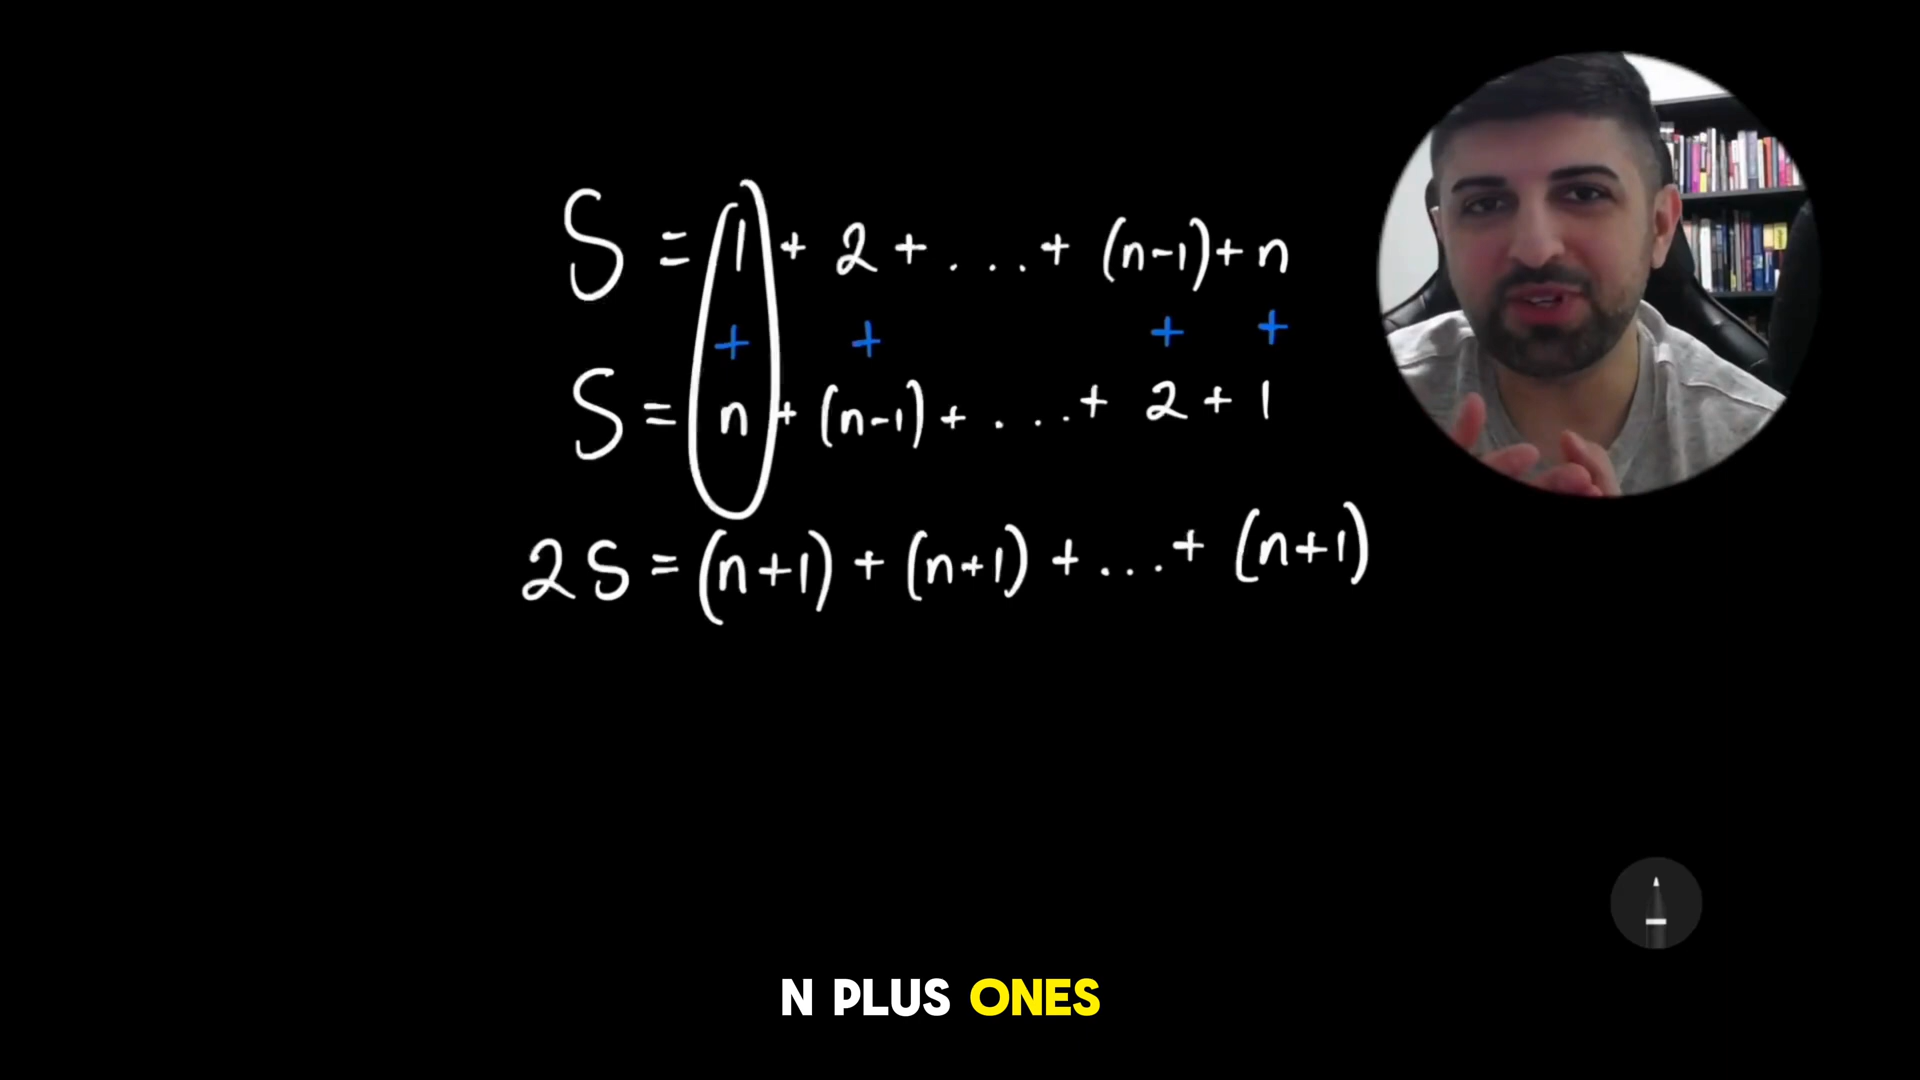 S = 1 + 2 + ... + (n-1) + n
+ + + +
S = n + (n-1) + ... + 2 + 1
2S = (n+1) + (n+1) + ... + (n+1)
N PLUS ONES